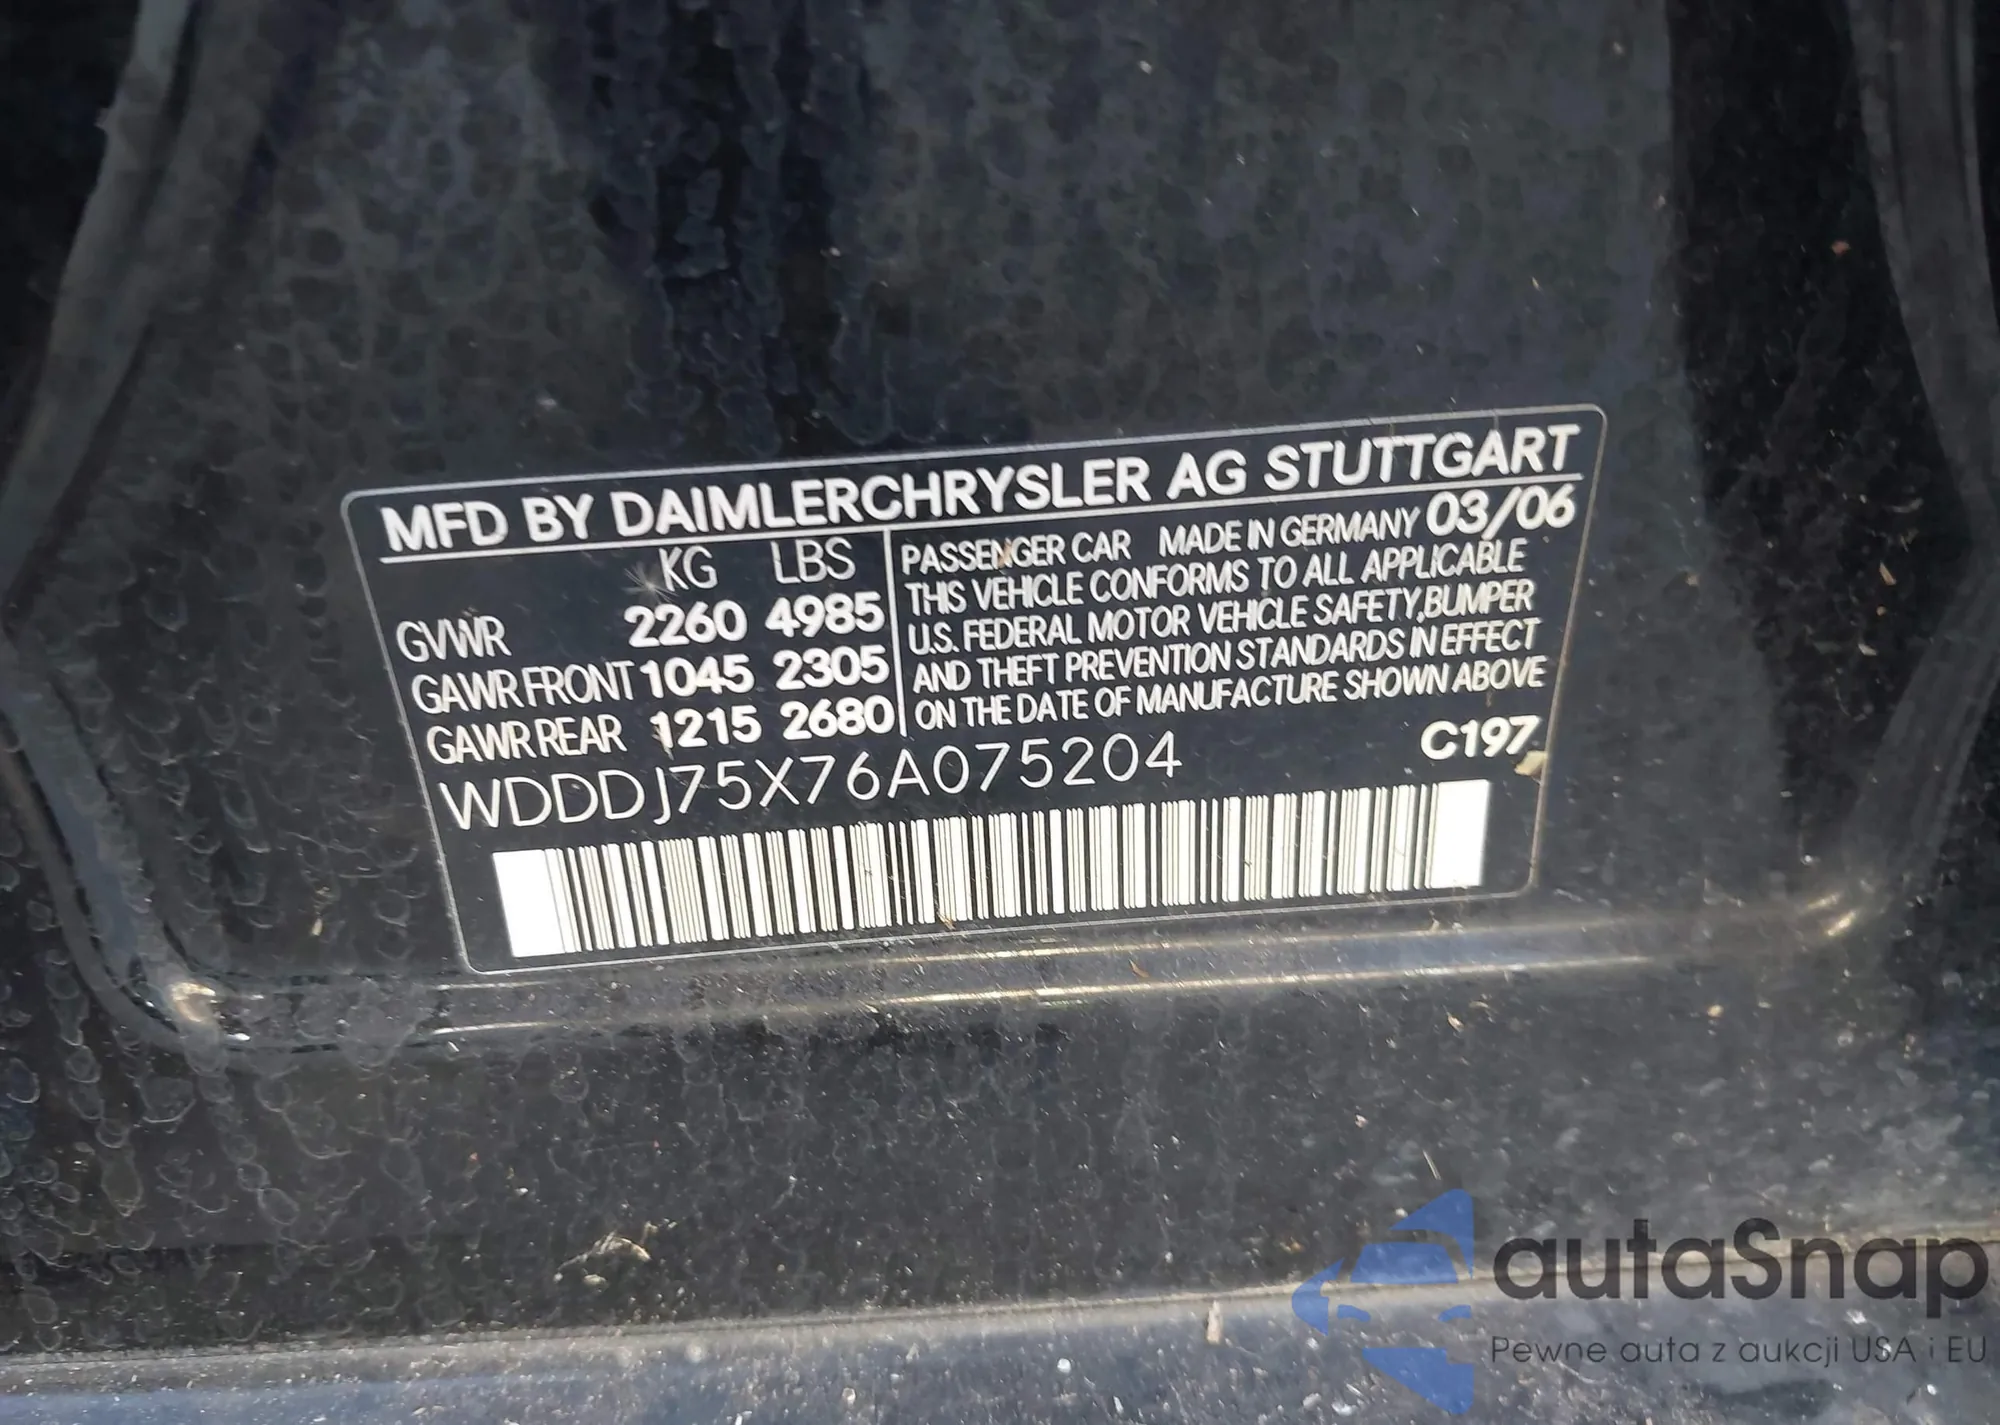 MFD BY DAIMLERCHRYSLER AG STUTTGART
KG LBS
GVWR 2260 4985
GAWR FRONT 1045 2305
GAWR REAR 1215 2680
PASSENGER CAR MADE IN GERMANY 03/06
THIS VEHICLE CONFORMS TO ALL APPLICABLE
U.S. FEDERAL MOTOR VEHICLE SAFETY,BUMPER
AND THEFT PREVENTION STANDARDS IN EFFECT
ON THE DATE OF MANUFACTURE SHOWN ABOVE
WDDDJ75X76A075204
C197
autaSnap
Pewne auta z aukcji USA i EU